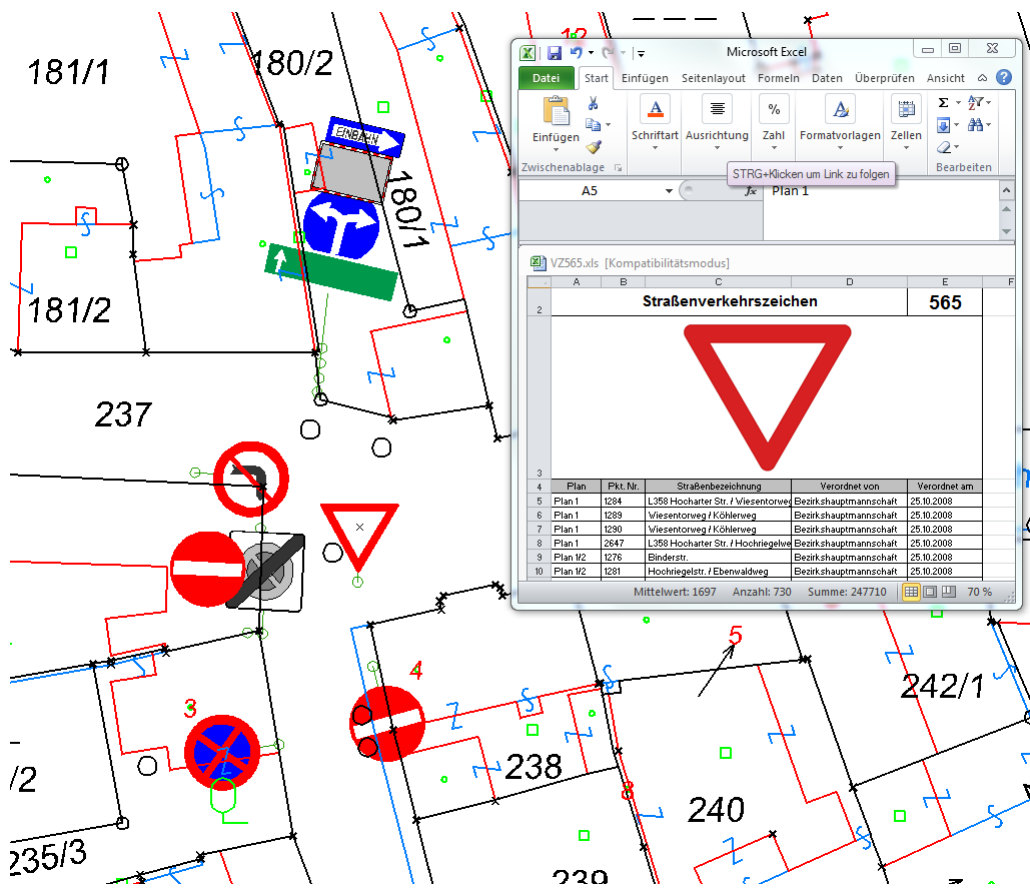 12
181/1
180/2
EINBAHN
180/1
181/2
237
3
4
5
242/1
/2
238
8
240
235/3
239
Microsoft Excel
Datei Start Einfügen Seitenlayout Formeln Daten Überprüfen Ansicht
Einfügen
Schriftart Ausrichtung Zahl Formatvorlagen Zellen
Zwischenablage Bearbeiten
STRG+Klicken um Link zu folgen
A5 fx Plan 1
VZ565.xls [Kompatibilitätsmodus]
A B C D E F
2 Straßenverkehrszeichen 565
3
4 Plan Pkt. Nr. Straßenbezeichnung Verordnet von Verordnet am
5 Plan 1 1284 L358 Hocharter Str. / Wiesentorweg Bezirkshauptmannschaft 25.10.2008
6 Plan 1 1289 Wiesentorweg / Köhlerweg Bezirkshauptmannschaft 25.10.2008
7 Plan 1 1290 Wiesentorweg / Köhlerweg Bezirkshauptmannschaft 25.10.2008
8 Plan 1 2647 L358 Hocharter Str. / Hochriegelwe Bezirkshauptmannschaft 25.10.2008
9 Plan 1/2 1276 Binderstr. Bezirkshauptmannschaft 25.10.2008
10 Plan 1/2 1281 Hochriegelstr. / Ebenwaldweg Bezirkshauptmannschaft 25.10.2008
Mittelwert: 1697 Anzahl: 730 Summe: 247710 70 %